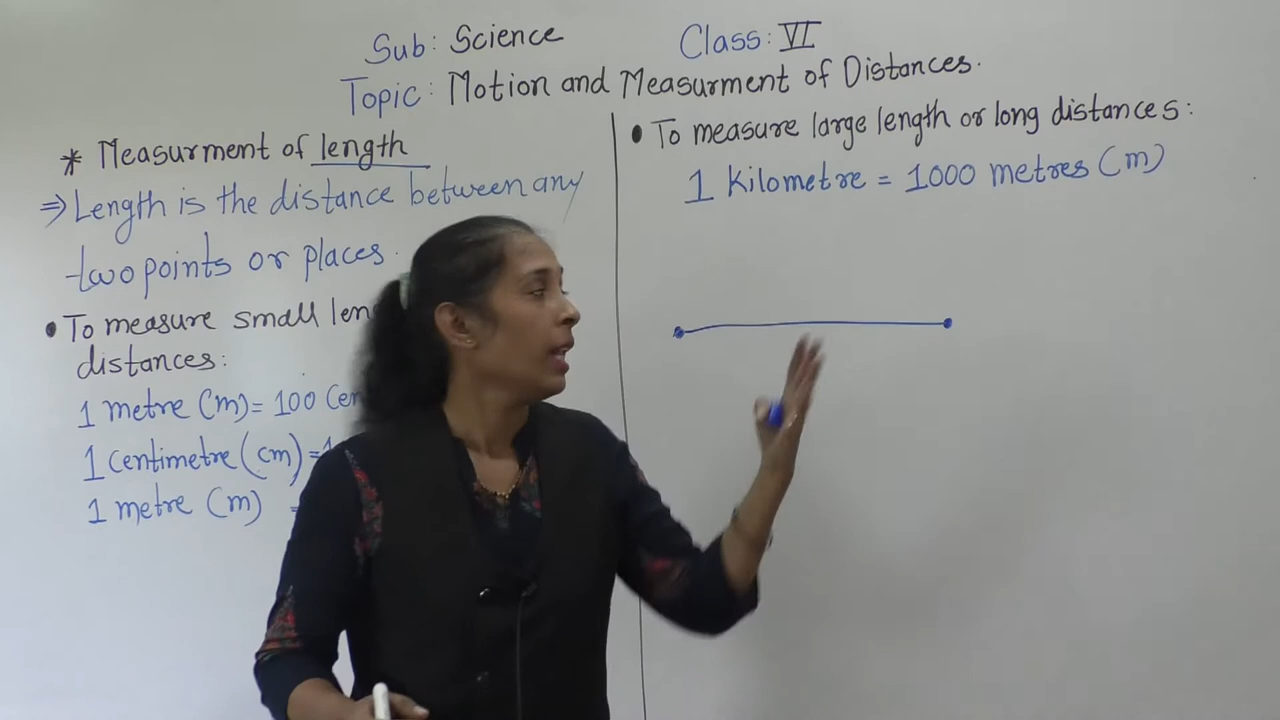 Sub: Science Class: VI
Topic: Motion and Measurment of Distances.
* Measurment of length
⇒ Length is the distance between any
two points or places.
• To measure small
distances:
1 metre (m) = 100
1 centimetre (cm) =
1 metre (m) =
• To measure large length or long distances:
1 Kilometre = 1000 metres (m)